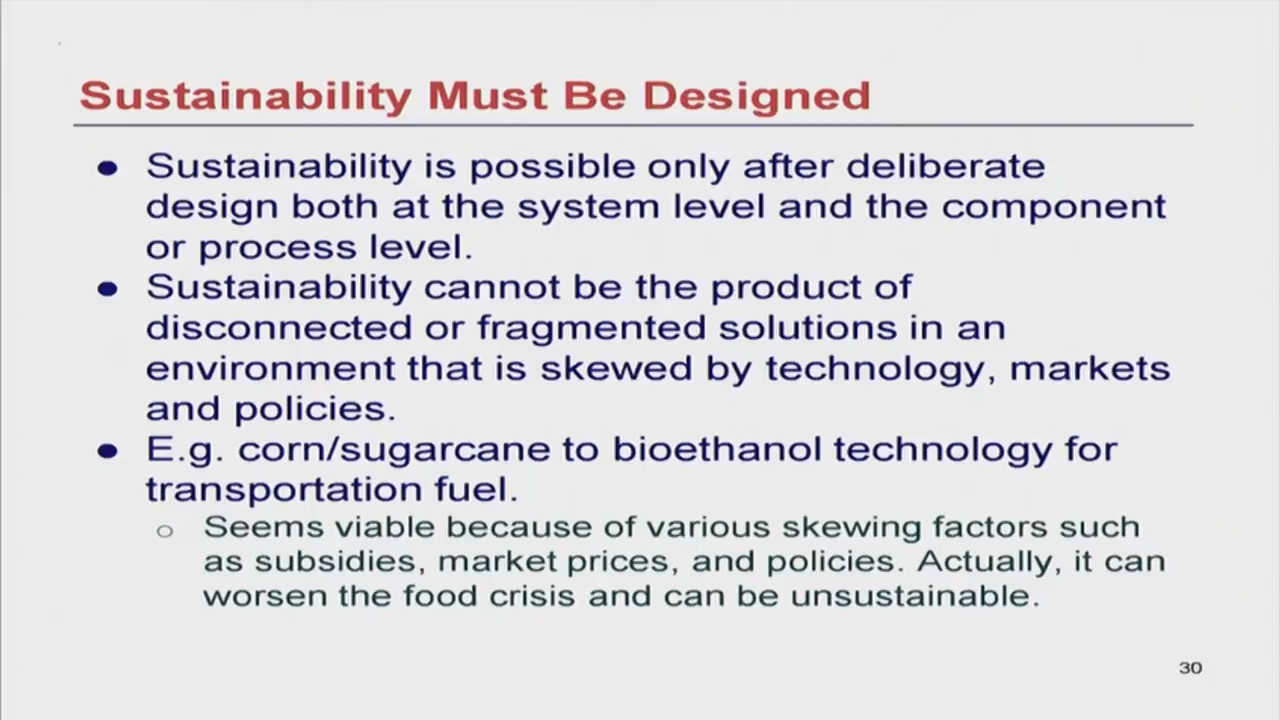 Sustainability Must Be Designed
● Sustainability is possible only after deliberate
design both at the system level and the component
or process level.
● Sustainability cannot be the product of
disconnected or fragmented solutions in an
environment that is skewed by technology, markets
and policies.
● E.g. corn/sugarcane to bioethanol technology for
transportation fuel.
○ Seems viable because of various skewing factors such
as subsidies, market prices, and policies. Actually, it can
worsen the food crisis and can be unsustainable.
30